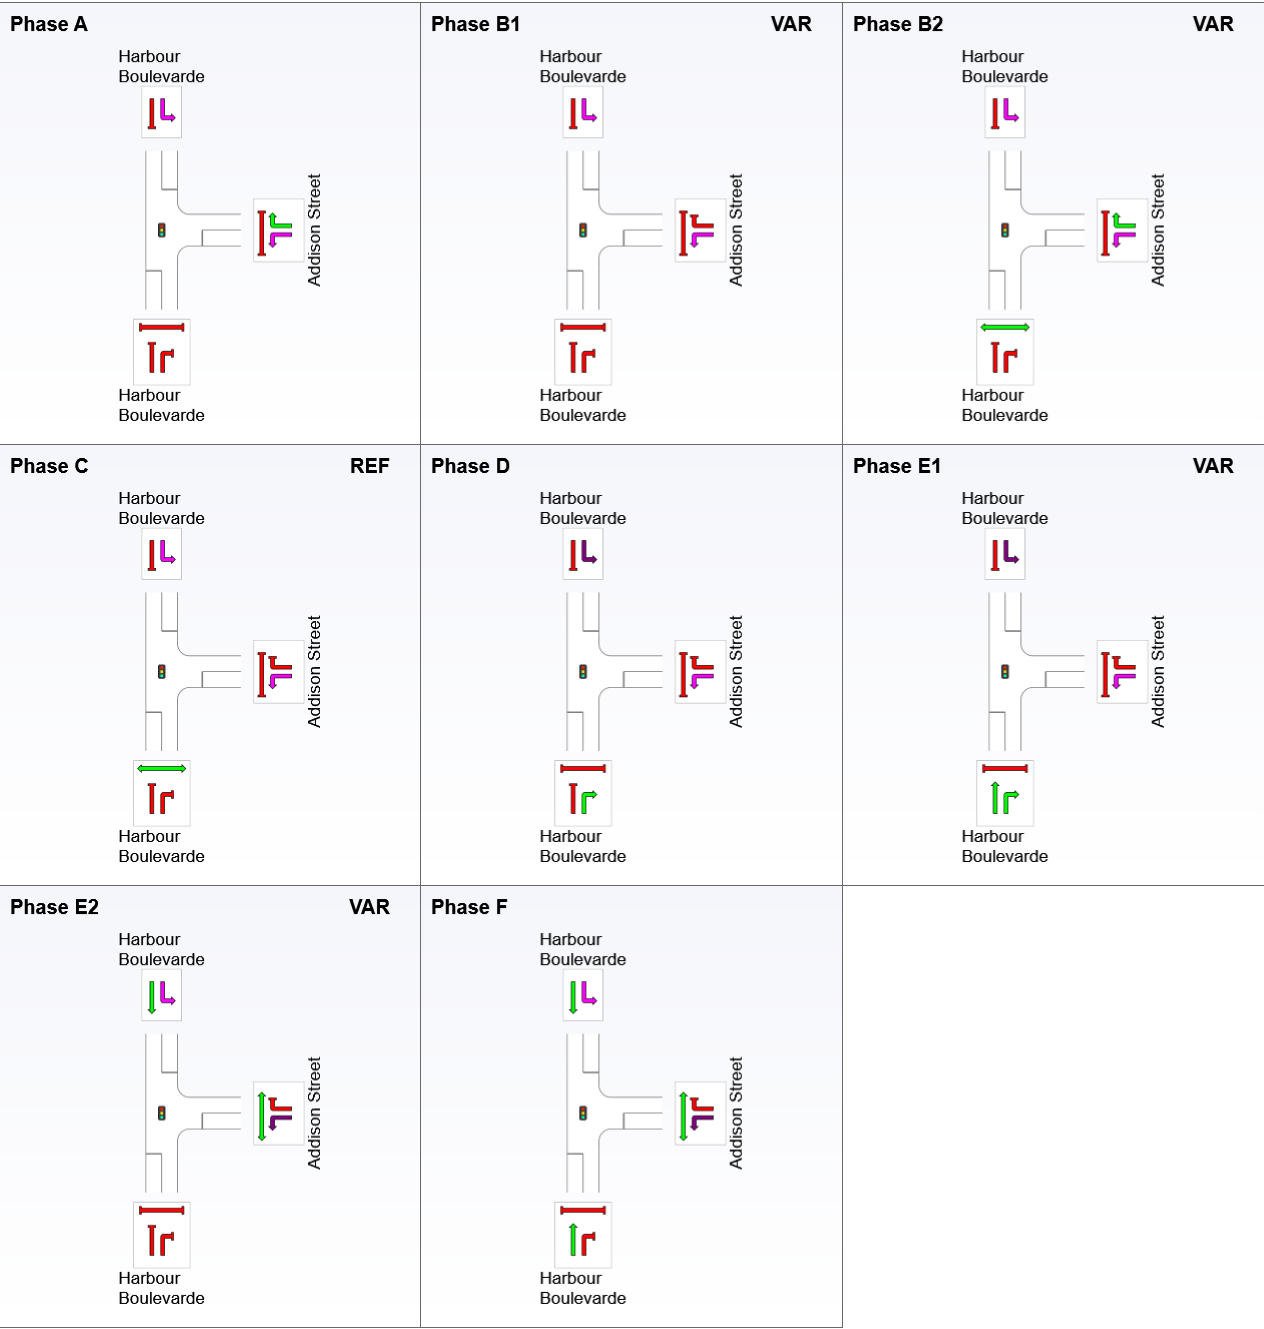 Phase A
Harbour
Boulevarde
Addison Street
Harbour
Boulevarde
Phase B1 VAR
Harbour
Boulevarde
Addison Street
Harbour
Boulevarde
Phase B2 VAR
Harbour
Boulevarde
Addison Street
Harbour
Boulevarde
Phase C REF
Harbour
Boulevarde
Addison Street
Harbour
Boulevarde
Phase D
Harbour
Boulevarde
Addison Street
Harbour
Boulevarde
Phase E1 VAR
Harbour
Boulevarde
Addison Street
Harbour
Boulevarde
Phase E2 VAR
Harbour
Boulevarde
Addison Street
Harbour
Boulevarde
Phase F
Harbour
Boulevarde
Addison Street
Harbour
Boulevarde